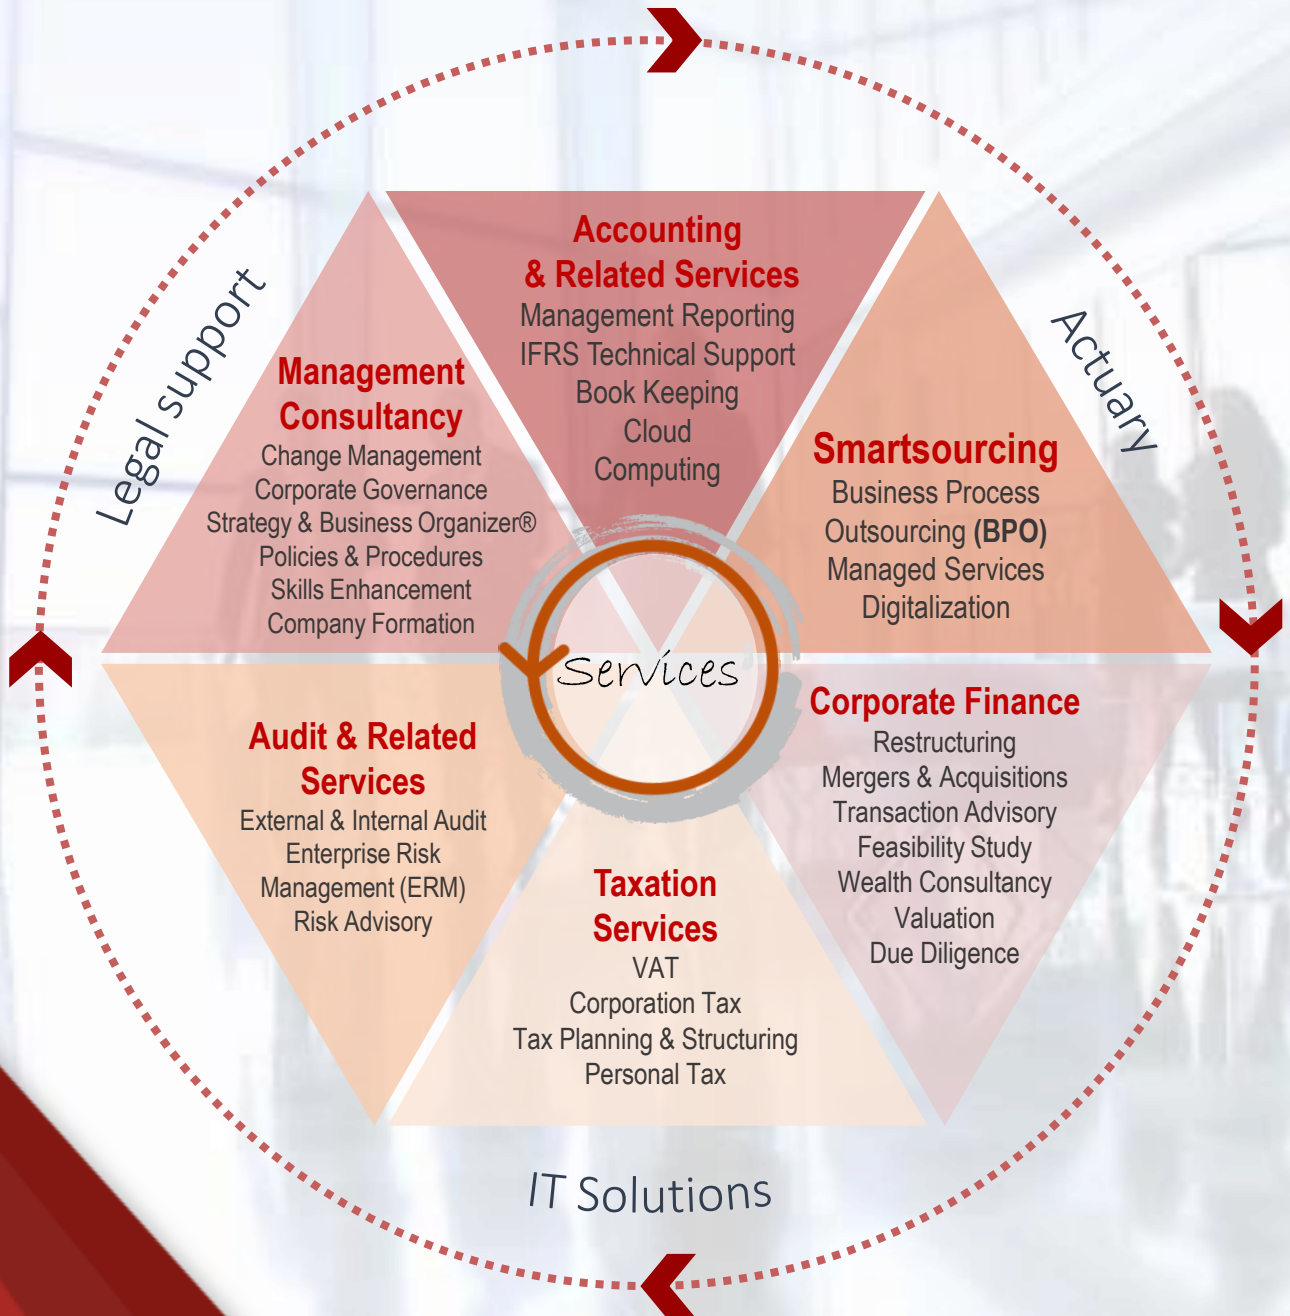 Legal support
Actuary
Accounting
& Related Services
Management Reporting
IFRS Technical Support
Book Keeping
Cloud
Computing
Management
Consultancy
Change Management
Corporate Governance
Strategy & Business Organizer®
Policies & Procedures
Skills Enhancement
Company Formation
Smartsourcing
Business Process
Outsourcing (BPO)
Managed Services
Digitalization
Services
Audit & Related
Services
External & Internal Audit
Enterprise Risk
Management (ERM)
Risk Advisory
Taxation
Services
VAT
Corporation Tax
Tax Planning & Structuring
Personal Tax
Corporate Finance
Restructuring
Mergers & Acquisitions
Transaction Advisory
Feasibility Study
Wealth Consultancy
Valuation
Due Diligence
IT Solutions